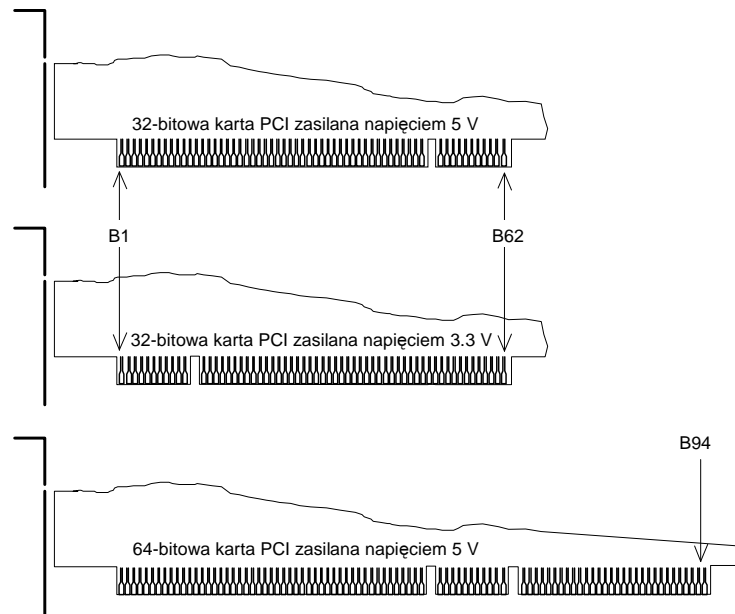 32-bitowa karta PCI zasilana napięciem 5 V
B1
B62
32-bitowa karta PCI zasilana napięciem 3.3 V
B94
64-bitowa karta PCI zasilana napięciem 5 V